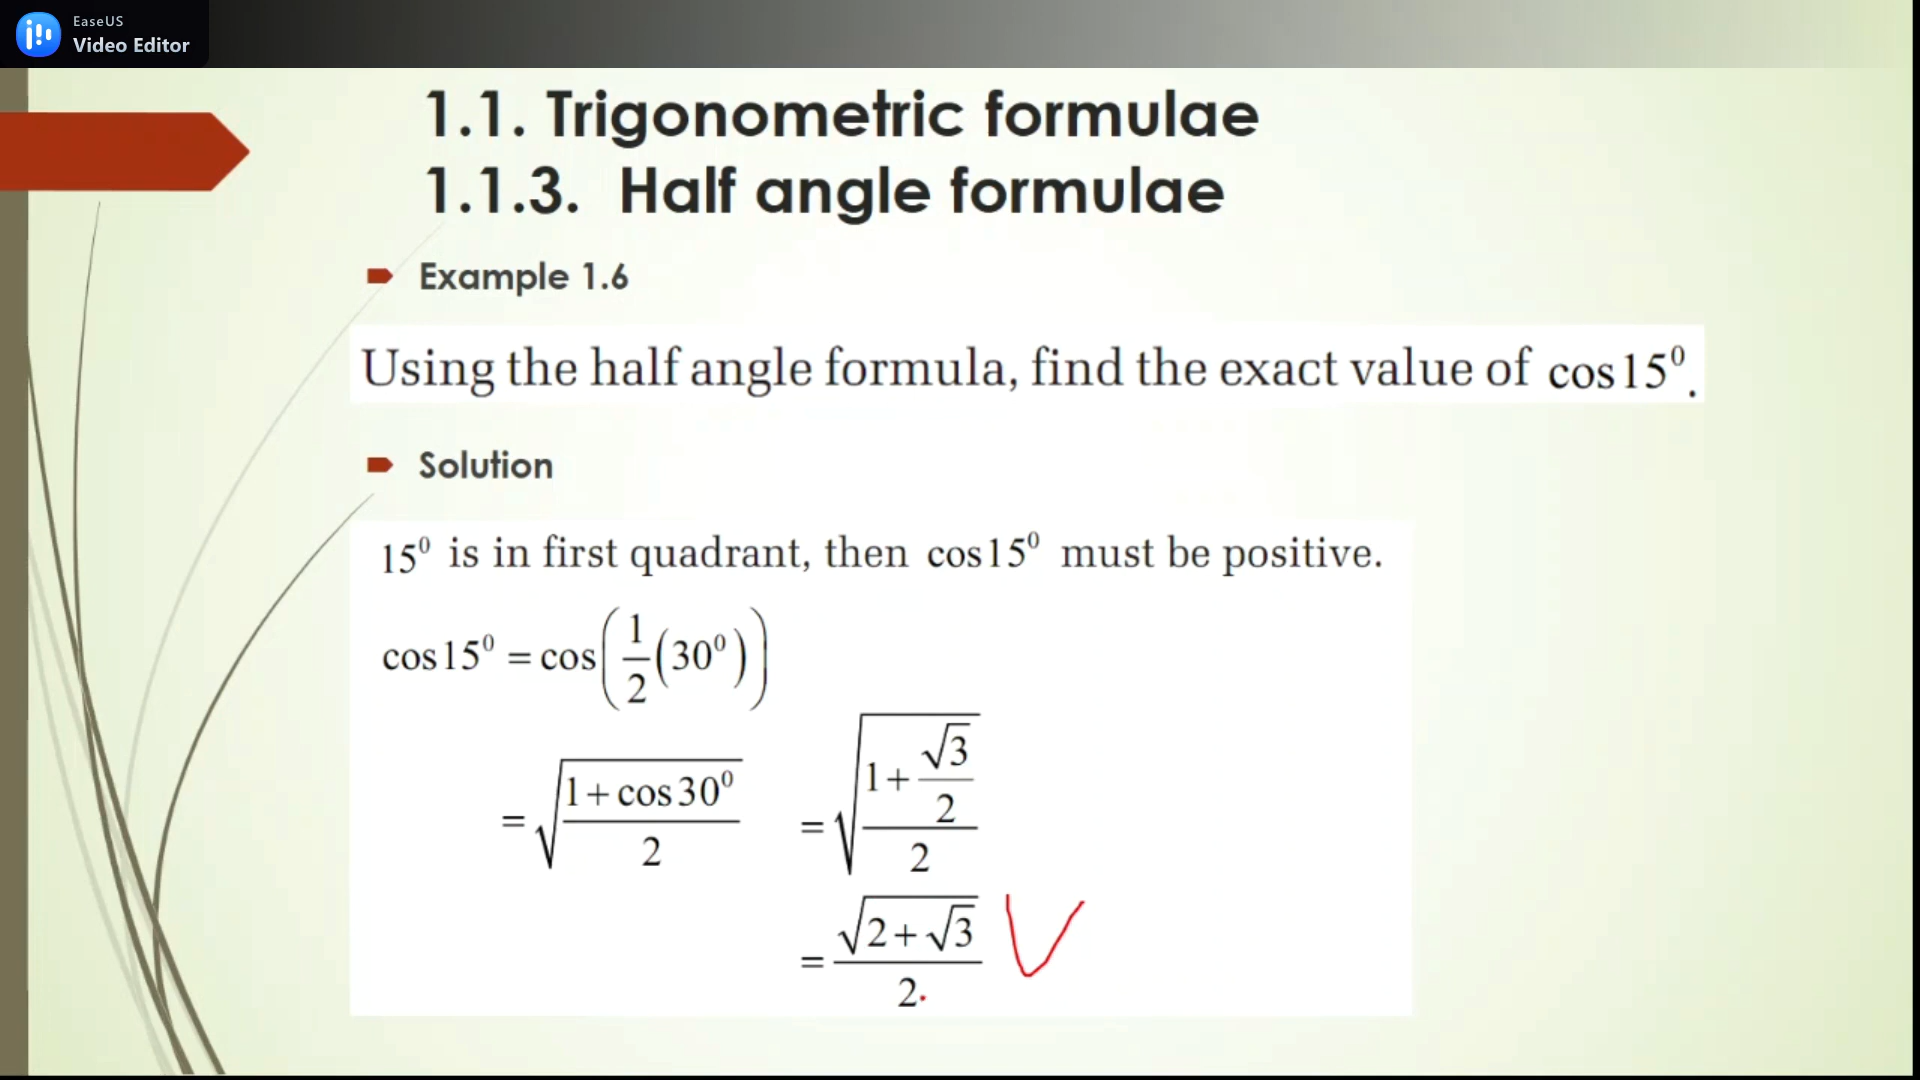 EaseUS
Video Editor
1.1. Trigonometric formulae
1.1.3. Half angle formulae
Example 1.6
Using the half angle formula, find the exact value of cos15⁰.
Solution
15⁰ is in first quadrant, then cos15⁰ must be positive.
cos15⁰ = cos(1/2(30⁰))
= √((1+cos30⁰)/2) = √((1+√3/2)/2)
= √(2+√3)/2